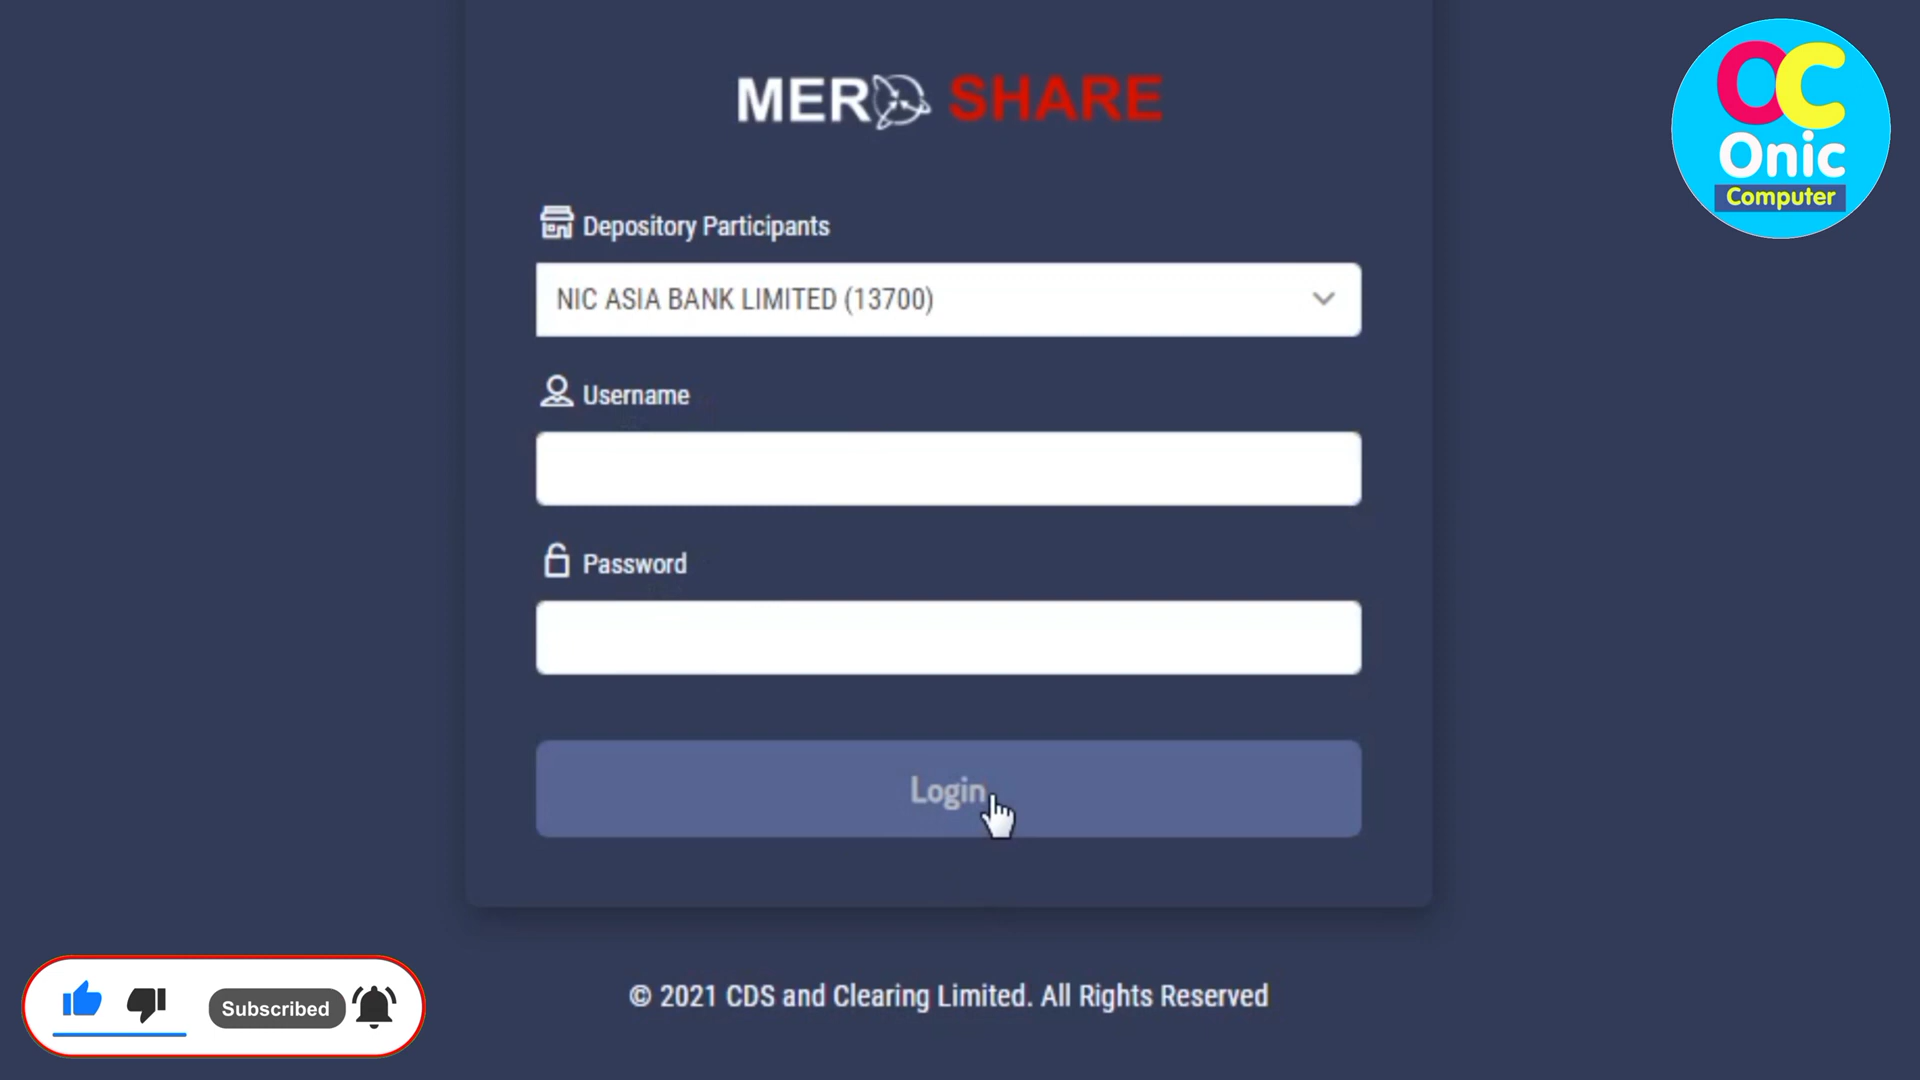 MERO SHARE
OC
Onic
Computer
Depository Participants
NIC ASIA BANK LIMITED (13700)
Username
Password
Login
Subscribed
© 2021 CDS and Clearing Limited. All Rights Reserved